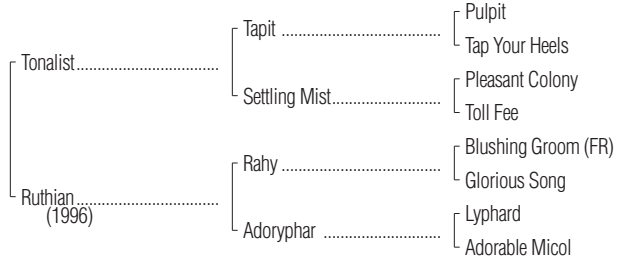 Pulpit
Tapit ........................................
Tap Your Heels
Tonalist....................................
Pleasant Colony
Settling Mist............................
Toll Fee
Blushing Groom (FR)
Rahy ........................................
Glorious Song
Ruthian....................................
(1996)
Lyphard
Adoryphar ..............................
Adorable Micol